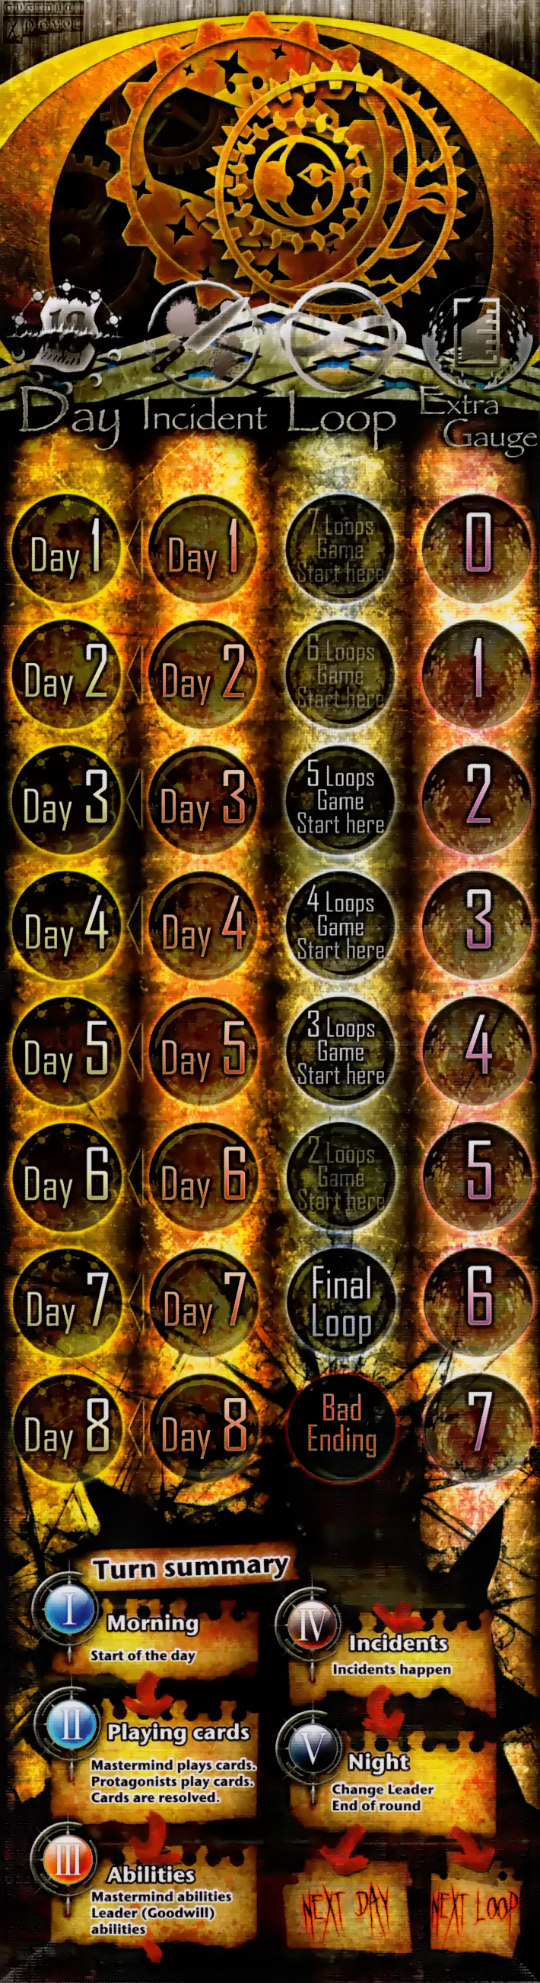 Day Incident Loop Extra
Gauge
Day 1 Day 1 7 Loops Game Start here 0
Day 2 Day 2 6 Loops Game Start here 1
Day 3 Day 3 5 Loops Game Start here 2
Day 4 Day 4 4 Loops Game Start here 3
Day 5 Day 5 3 Loops Game Start here 4
Day 6 Day 6 2 Loops Game Start here 5
Day 7 Day 7 Final Loop 6
Day 8 Day 8 Bad Ending 7
Turn summary
I
Morning
Start of the day
II
Playing cards
Mastermind plays cards.
Protagonists play cards.
Cards are resolved.
III
Abilities
Mastermind abilities
Leader (Goodwill)
abilities
IV
Incidents
Incidents happen
V
Night
Change Leader
End of round
NEXT DAY
NEXT LOOP